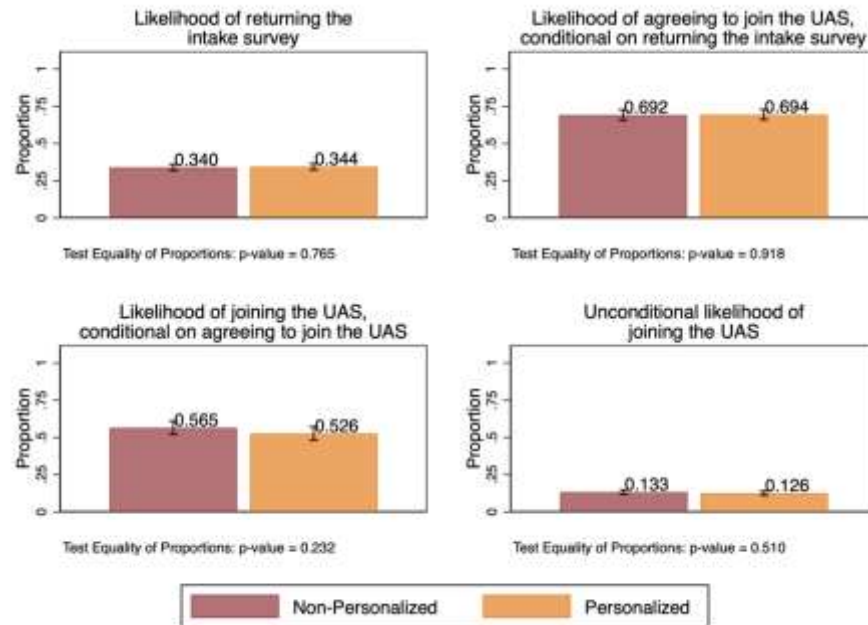 Likelihood of returning the
intake survey
Proportion
0 .25 .5 .75 1
0.340
0.344
Test Equality of Proportions: p-value = 0.765
Likelihood of agreeing to join the UAS,
conditional on returning the intake survey
Proportion
0 .25 .5 .75 1
0.692
0.694
Test Equality of Proportions: p-value = 0.918
Likelihood of joining the UAS,
conditional on agreeing to join the UAS
Proportion
0 .25 .5 .75 1
0.565
0.526
Test Equality of Proportions: p-value = 0.232
Unconditional likelihood of
joining the UAS
Proportion
0 .25 .5 .75 1
0.133
0.126
Test Equality of Proportions: p-value = 0.510
Non-Personalized
Personalized